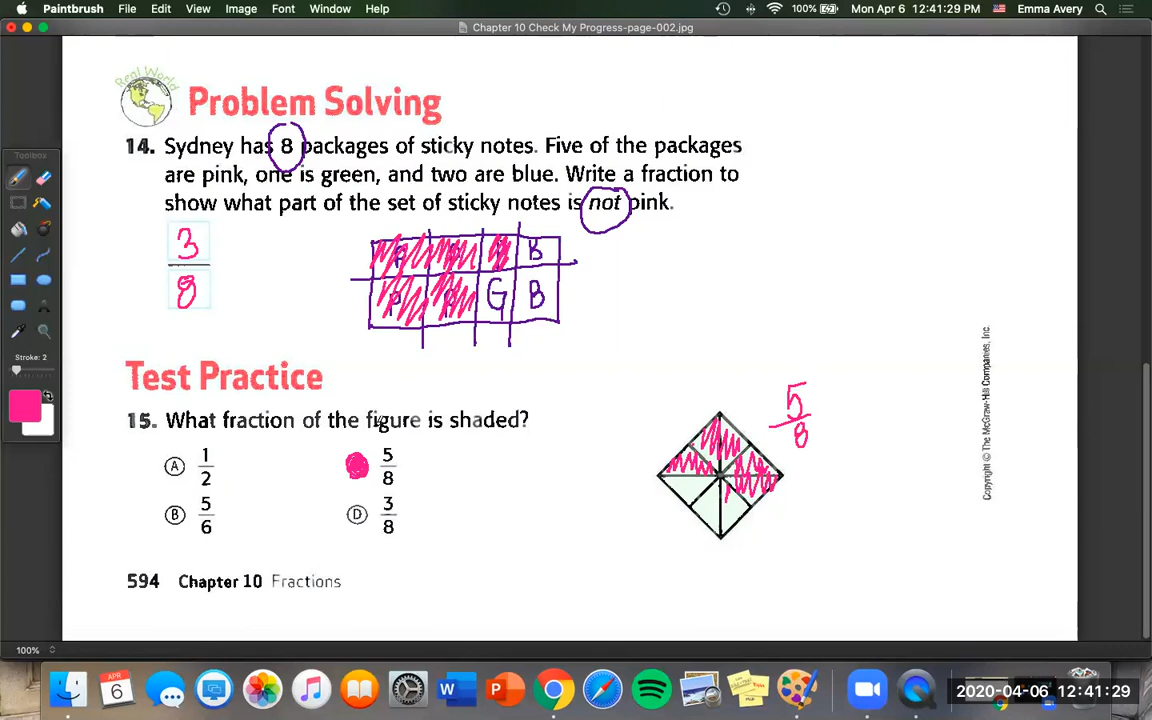 Paintbrush File Edit View Image Font Window Help 100% Mon Apr 6 12:41:29 PM Emma Avery
Chapter 10 Check My Progress-page-002.jpg
Toolbox
Stroke: 2
Real World
Problem Solving
14. Sydney has 8 packages of sticky notes. Five of the packages
are pink, one is green, and two are blue. Write a fraction to
show what part of the set of sticky notes is not pink.
3
8
P P P B
P P G B
Test Practice
15. What fraction of the figure is shaded?
5
8
A 1/2
5/8
B 5/6
D 3/8
Copyright © The McGraw-Hill Companies, Inc.
594 Chapter 10 Fractions
100%
APR
6
W P
2020-04-06 12:41:29